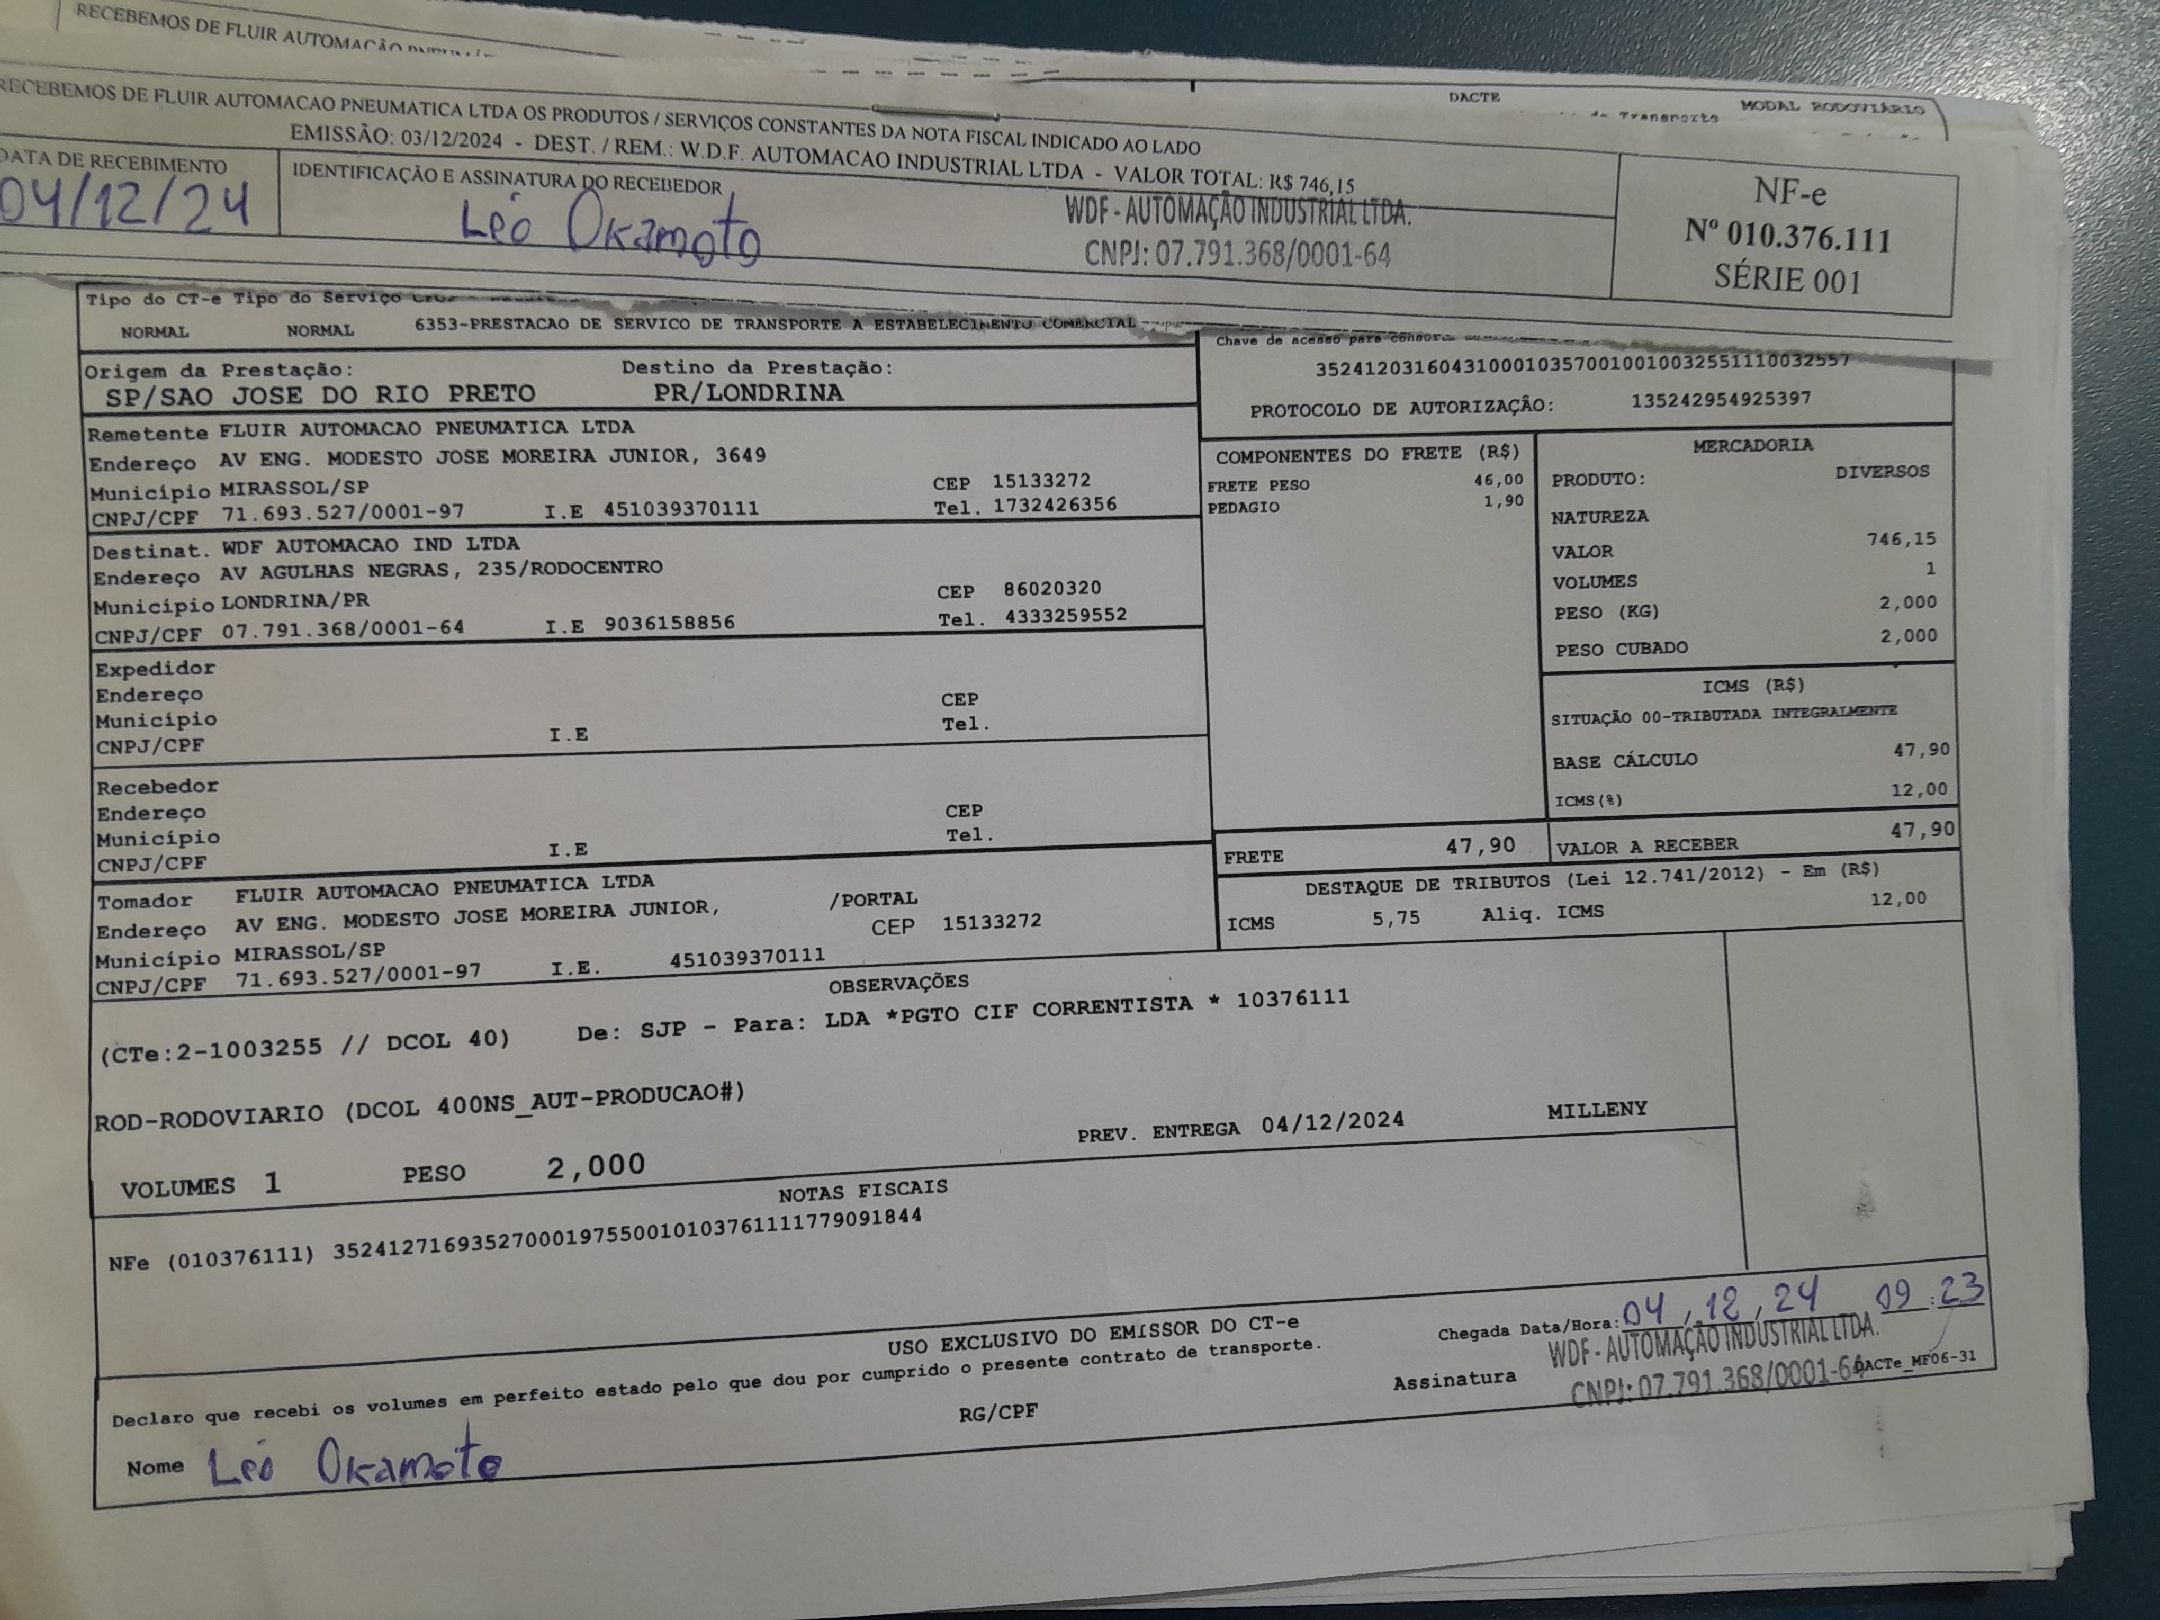 RECEBEMOS DE FLUIR AUTOMAÇÃO
DACTE
MODAL RODOVIÁRIO
de Transporte
RECEBEMOS DE FLUIR AUTOMACAO PNEUMATICA LTDA OS PRODUTOS / SERVIÇOS CONSTANTES DA NOTA FISCAL INDICADO AO LADO
EMISSÃO: 03/12/2024 - DEST. / REM.: W.D.F. AUTOMACAO INDUSTRIAL LTDA - VALOR TOTAL: R$ 746,15
DATA DE RECEBIMENTO
04/12/24
IDENTIFICAÇÃO E ASSINATURA DO RECEBEDOR
Léo Okamoto
WDF - AUTOMAÇÃO INDUSTRIAL LTDA.
CNPJ: 07.791.368/0001-64
NF-e
Nº 010.376.111
SÉRIE 001
Tipo do CT-e Tipo do Serviço
NORMAL NORMAL 6353-PRESTACAO DE SERVICO DE TRANSPORTE A ESTABELECIMENTO COMERCIAL
Origem da Prestação: Destino da Prestação:
SP/SAO JOSE DO RIO PRETO PR/LONDRINA
Chave de acesso para
35241203160431000103570010010032551110032557
PROTOCOLO DE AUTORIZAÇÃO: 135242954925397
Remetente FLUIR AUTOMACAO PNEUMATICA LTDA
Endereço AV ENG. MODESTO JOSE MOREIRA JUNIOR, 3649
Município MIRASSOL/SP CEP 15133272
CNPJ/CPF 71.693.527/0001-97 I.E 451039370111 Tel. 1732426356
Destinat. WDF AUTOMACAO IND LTDA
Endereço AV AGULHAS NEGRAS, 235/RODOCENTRO
Município LONDRINA/PR CEP 86020320
CNPJ/CPF 07.791.368/0001-64 I.E 9036158856 Tel. 4333259552
Expedidor
Endereço
Município CEP
CNPJ/CPF I.E Tel.
Recebedor
Endereço
Município CEP
CNPJ/CPF I.E Tel.
Tomador FLUIR AUTOMACAO PNEUMATICA LTDA
Endereço AV ENG. MODESTO JOSE MOREIRA JUNIOR, /PORTAL
Município MIRASSOL/SP CEP 15133272
CNPJ/CPF 71.693.527/0001-97 I.E. 451039370111
COMPONENTES DO FRETE (R$)
FRETE PESO 46,00
PEDAGIO 1,90
MERCADORIA
PRODUTO: DIVERSOS
NATUREZA
VALOR 746,15
VOLUMES 1
PESO (KG) 2,000
PESO CUBADO 2,000
ICMS (R$)
SITUAÇÃO 00-TRIBUTADA INTEGRALMENTE
BASE CÁLCULO 47,90
ICMS(%) 12,00
FRETE 47,90 VALOR A RECEBER 47,90
DESTAQUE DE TRIBUTOS (Lei 12.741/2012) - Em (R$)
ICMS 5,75 Aliq. ICMS 12,00
OBSERVAÇÕES
(CTe:2-1003255 // DCOL 40) De: SJP - Para: LDA *PGTO CIF CORRENTISTA * 10376111
ROD-RODOVIARIO (DCOL 400NS_AUT-PRODUCAO#)
PREV. ENTREGA 04/12/2024 MILLENY
VOLUMES 1 PESO 2,000
NOTAS FISCAIS
NFe (010376111) 35241271693527000197550010103761111779091844
USO EXCLUSIVO DO EMISSOR DO CT-e
Declaro que recebi os volumes em perfeito estado pelo que dou por cumprido o presente contrato de transporte.
Chegada Data/Hora: 04,12,24 09:23
WDF - AUTOMAÇÃO INDUSTRIAL LTDA.
CNPJ: 07.791.368/0001-64
Assinatura
DACTe_MF06-31
Nome Léo Okamoto
RG/CPF